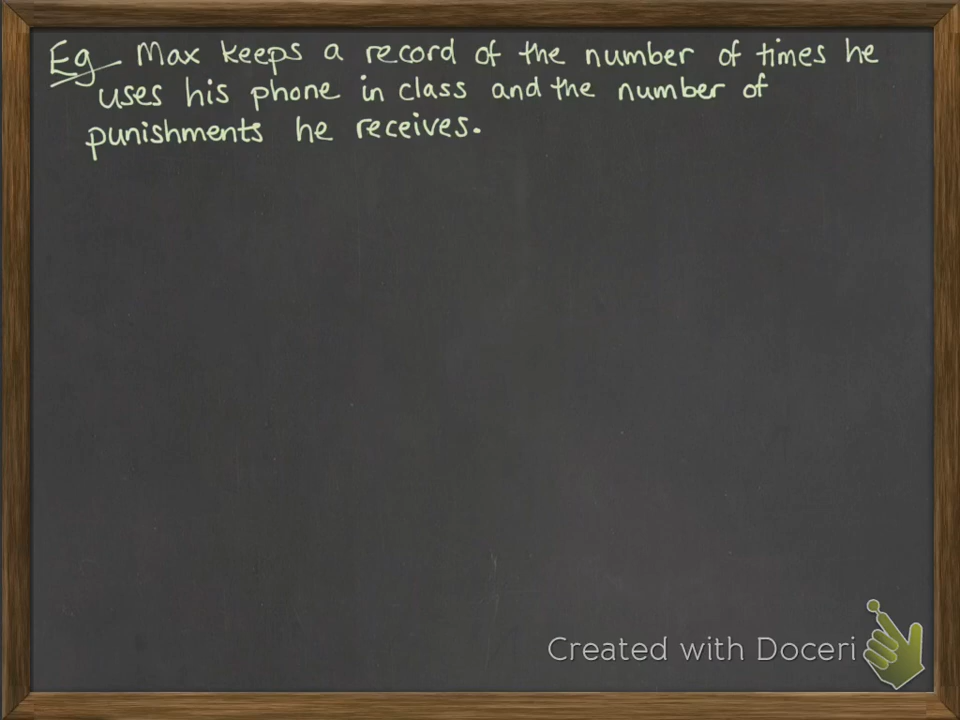 Eg. Max keeps a record of the number of times he
uses his phone in class and the number of
punishments he receives.
Created with Doceri